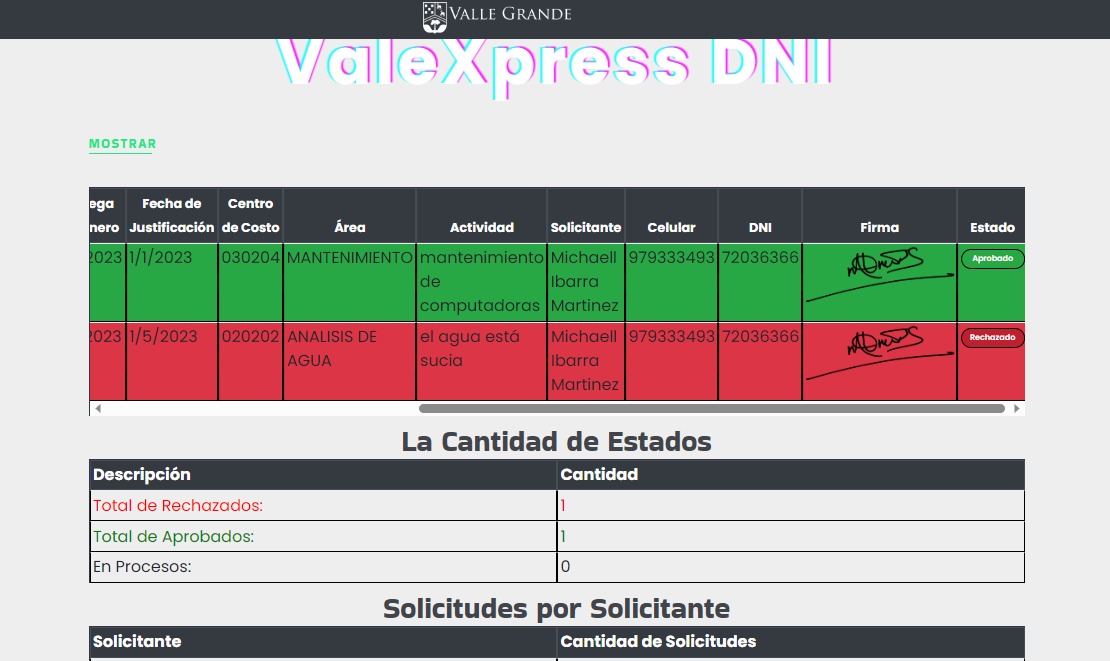 VALLE GRANDE
ValeXpress DNI
MOSTRAR
ega Fecha de Centro
nero Justificación de Costo Área Actividad Solicitante Celular DNI Firma Estado
2023 1/1/2023 030204 MANTENIMIENTO mantenimiento Michaell 979333493 72036366 Aprobado
de Ibarra
computadoras Martinez
2023 1/5/2023 020202 ANALISIS DE el agua está Michaell 979333493 72036366 Rechazado
AGUA sucia Ibarra
Martinez
La Cantidad de Estados
Descripción Cantidad
Total de Rechazados: 1
Total de Aprobados: 1
En Procesos: 0
Solicitudes por Solicitante
Solicitante Cantidad de Solicitudes